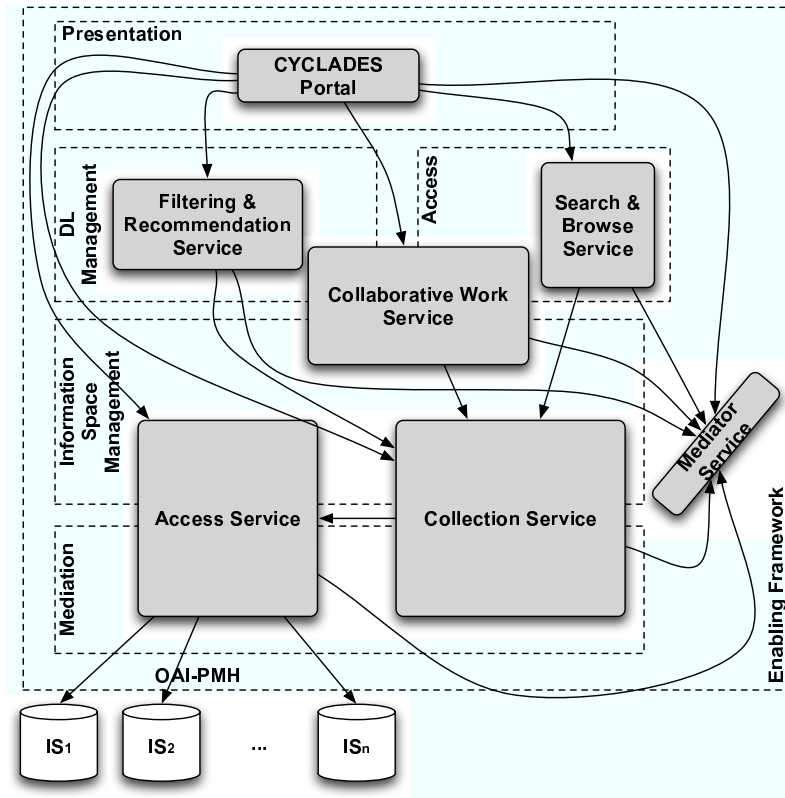 Presentation
CYCLADES
Portal
DL
Management
Filtering &
Recommendation
Service
Access
Search &
Browse
Service
Collaborative Work
Service
Information
Space
Management
Mediator
Service
Access Service
Collection Service
Mediation
Enabling Framework
OAI-PMH
IS1
IS2
...
ISn